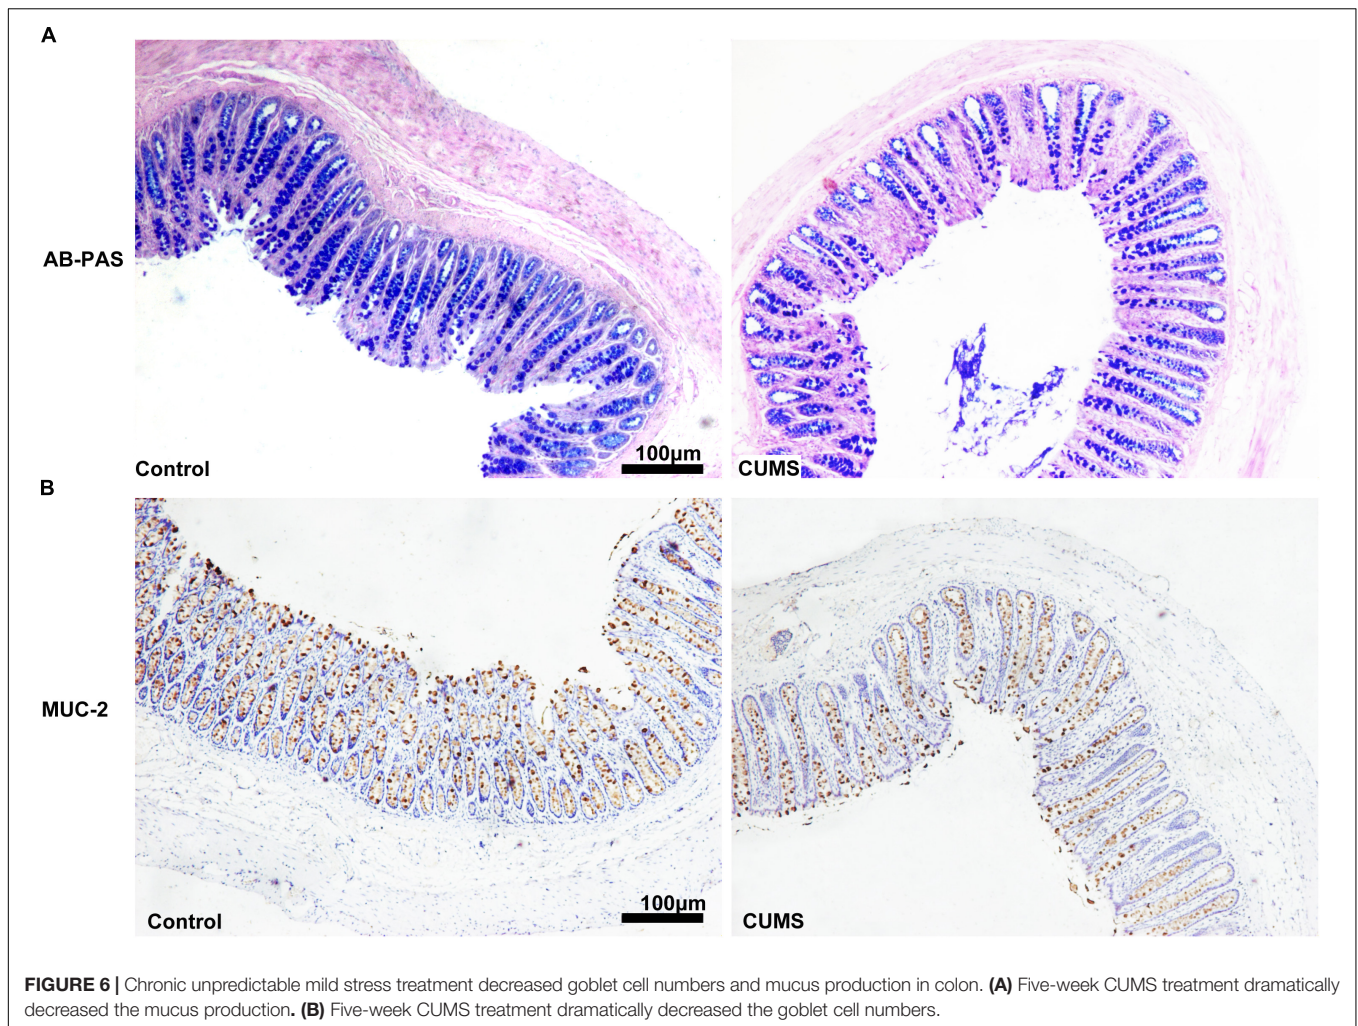 A
AB-PAS
Control
100μm
CUMS
B
MUC-2
Control
100μm
CUMS
FIGURE 6 | Chronic unpredictable mild stress treatment decreased goblet cell numbers and mucus production in colon. (A) Five-week CUMS treatment dramatically
decreased the mucus production. (B) Five-week CUMS treatment dramatically decreased the goblet cell numbers.